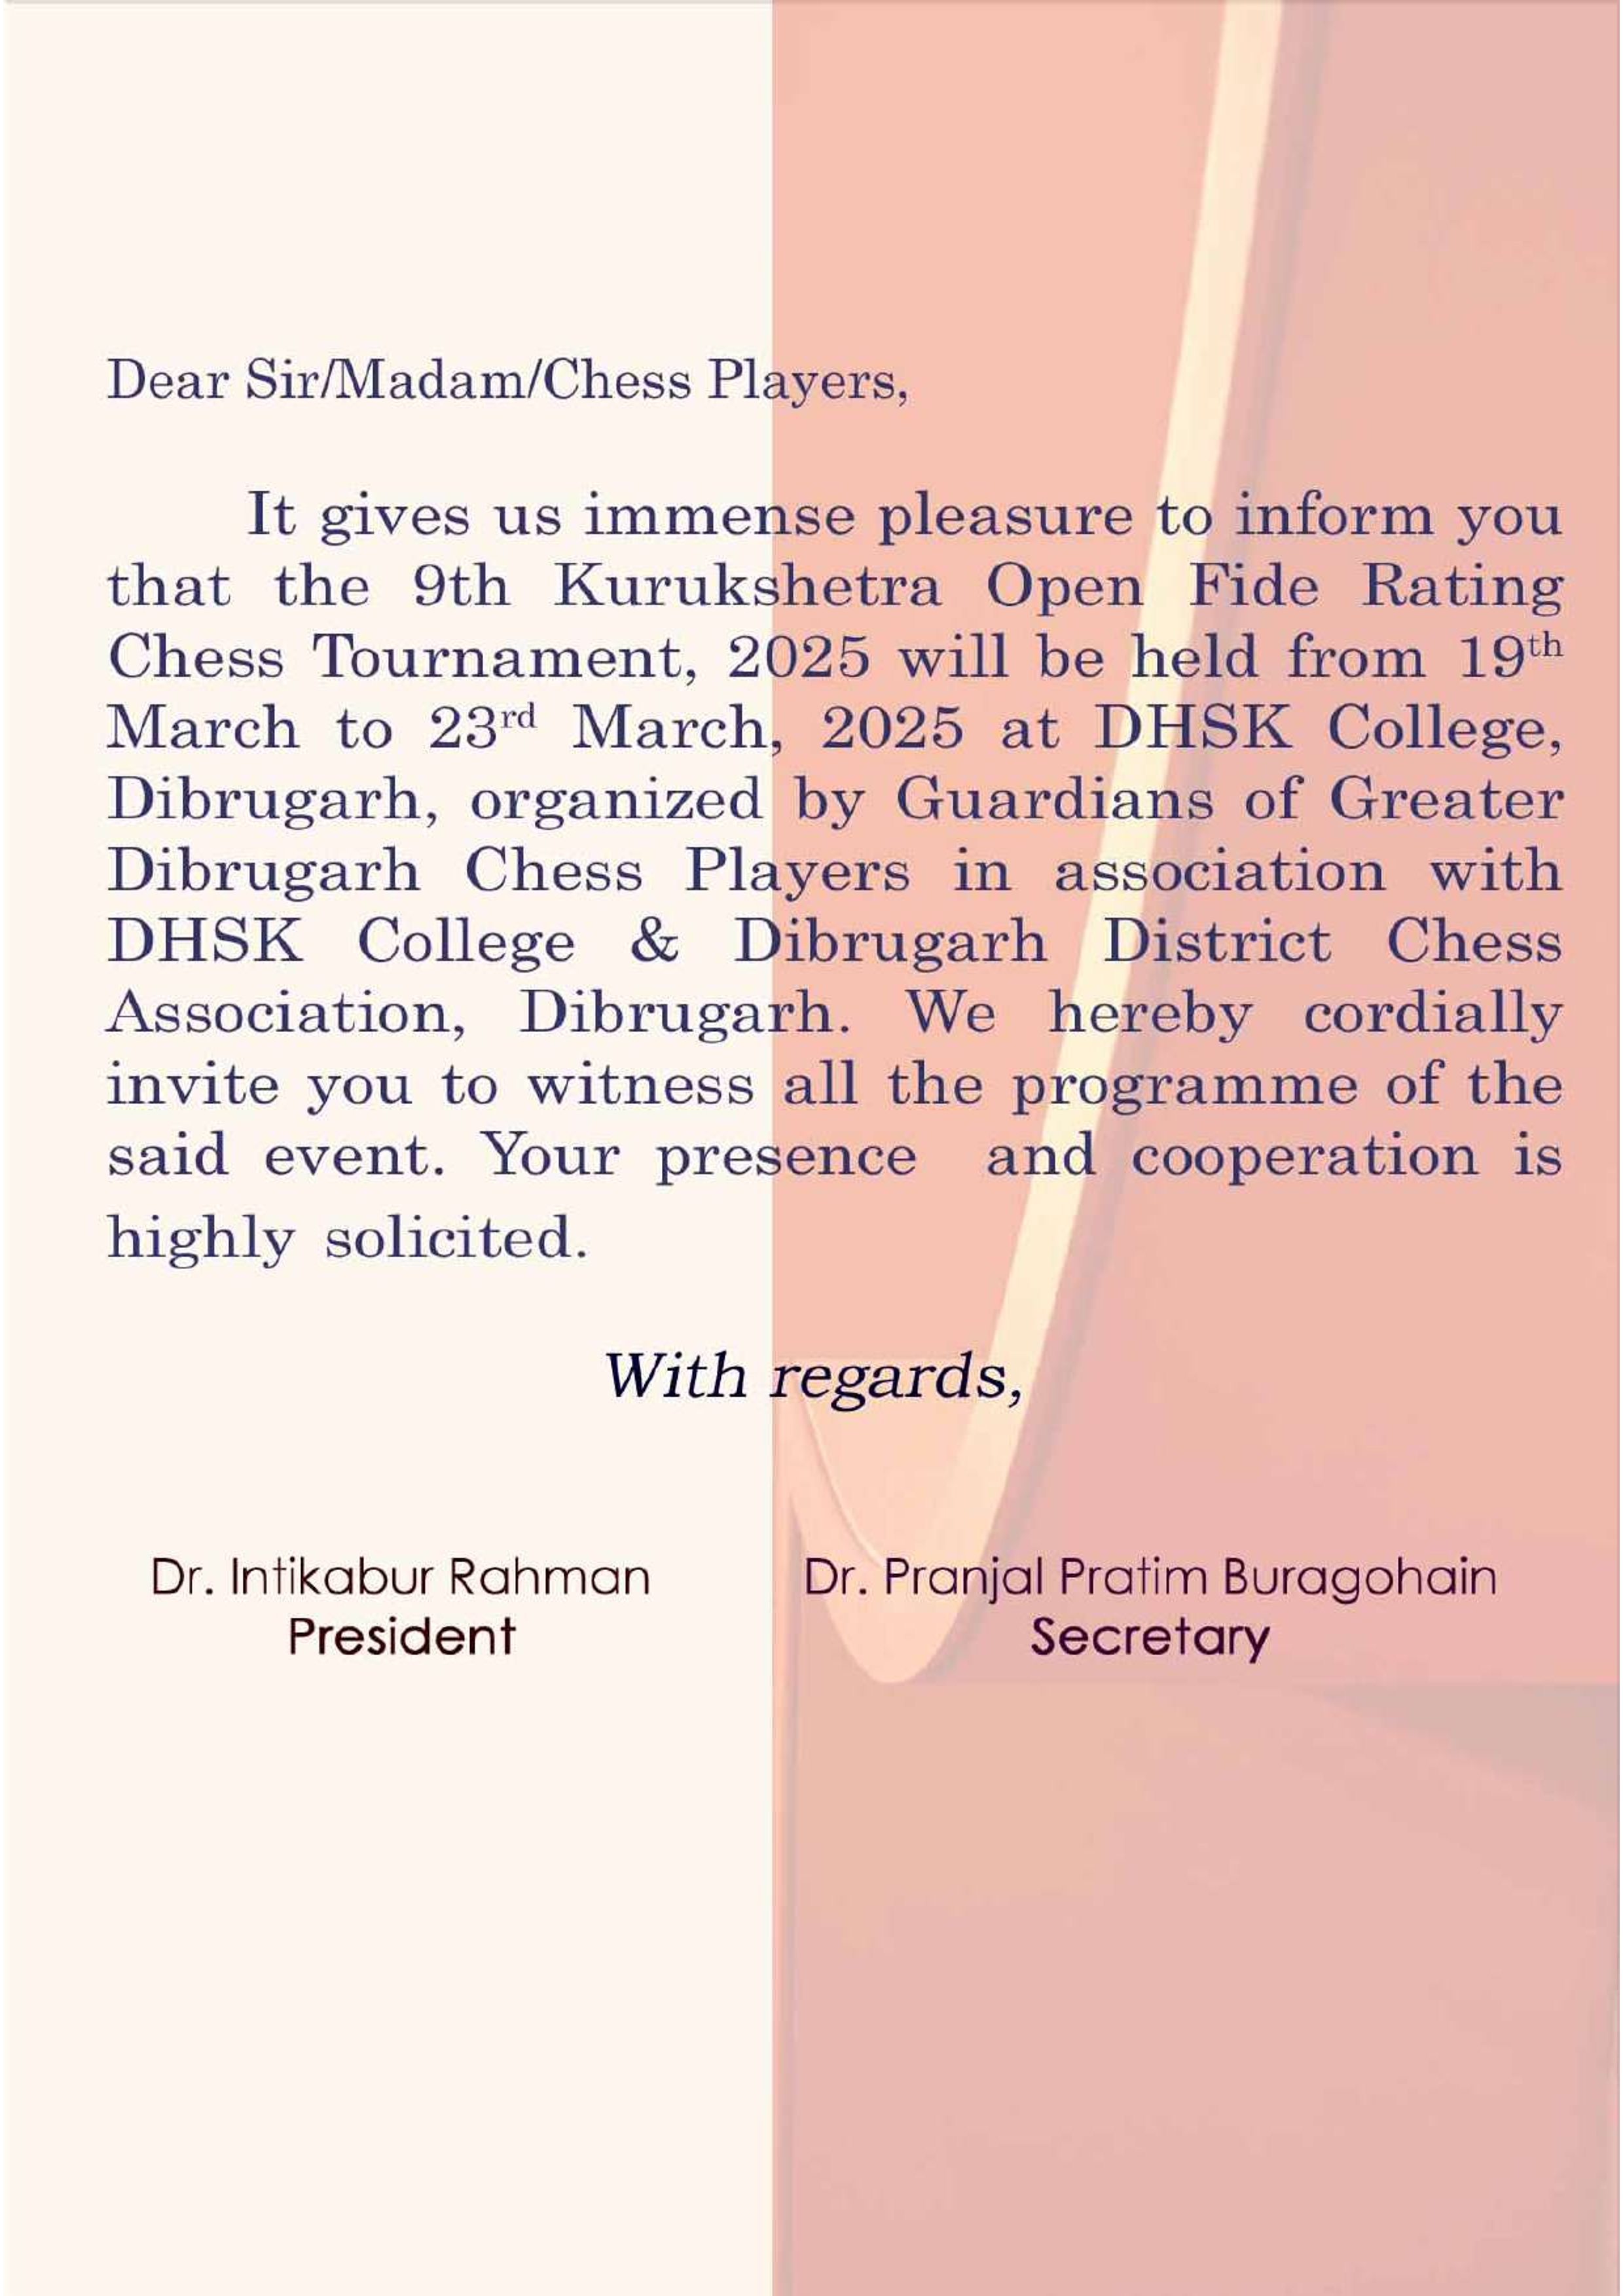 Dear Sir/Madam/Chess Players,
It gives us immense pleasure to inform you
that the 9th Kurukshetra Open Fide Rating
Chess Tournament, 2025 will be held from 19th
March to 23rd March, 2025 at DHSK College,
Dibrugarh, organized by Guardians of Greater
Dibrugarh Chess Players in association with
DHSK College & Dibrugarh District Chess
Association, Dibrugarh. We hereby cordially
invite you to witness all the programme of the
said event. Your presence and cooperation is
highly solicited.
With regards,
Dr. Intikabur Rahman Dr. Pranjal Pratim Buragohain
President Secretary